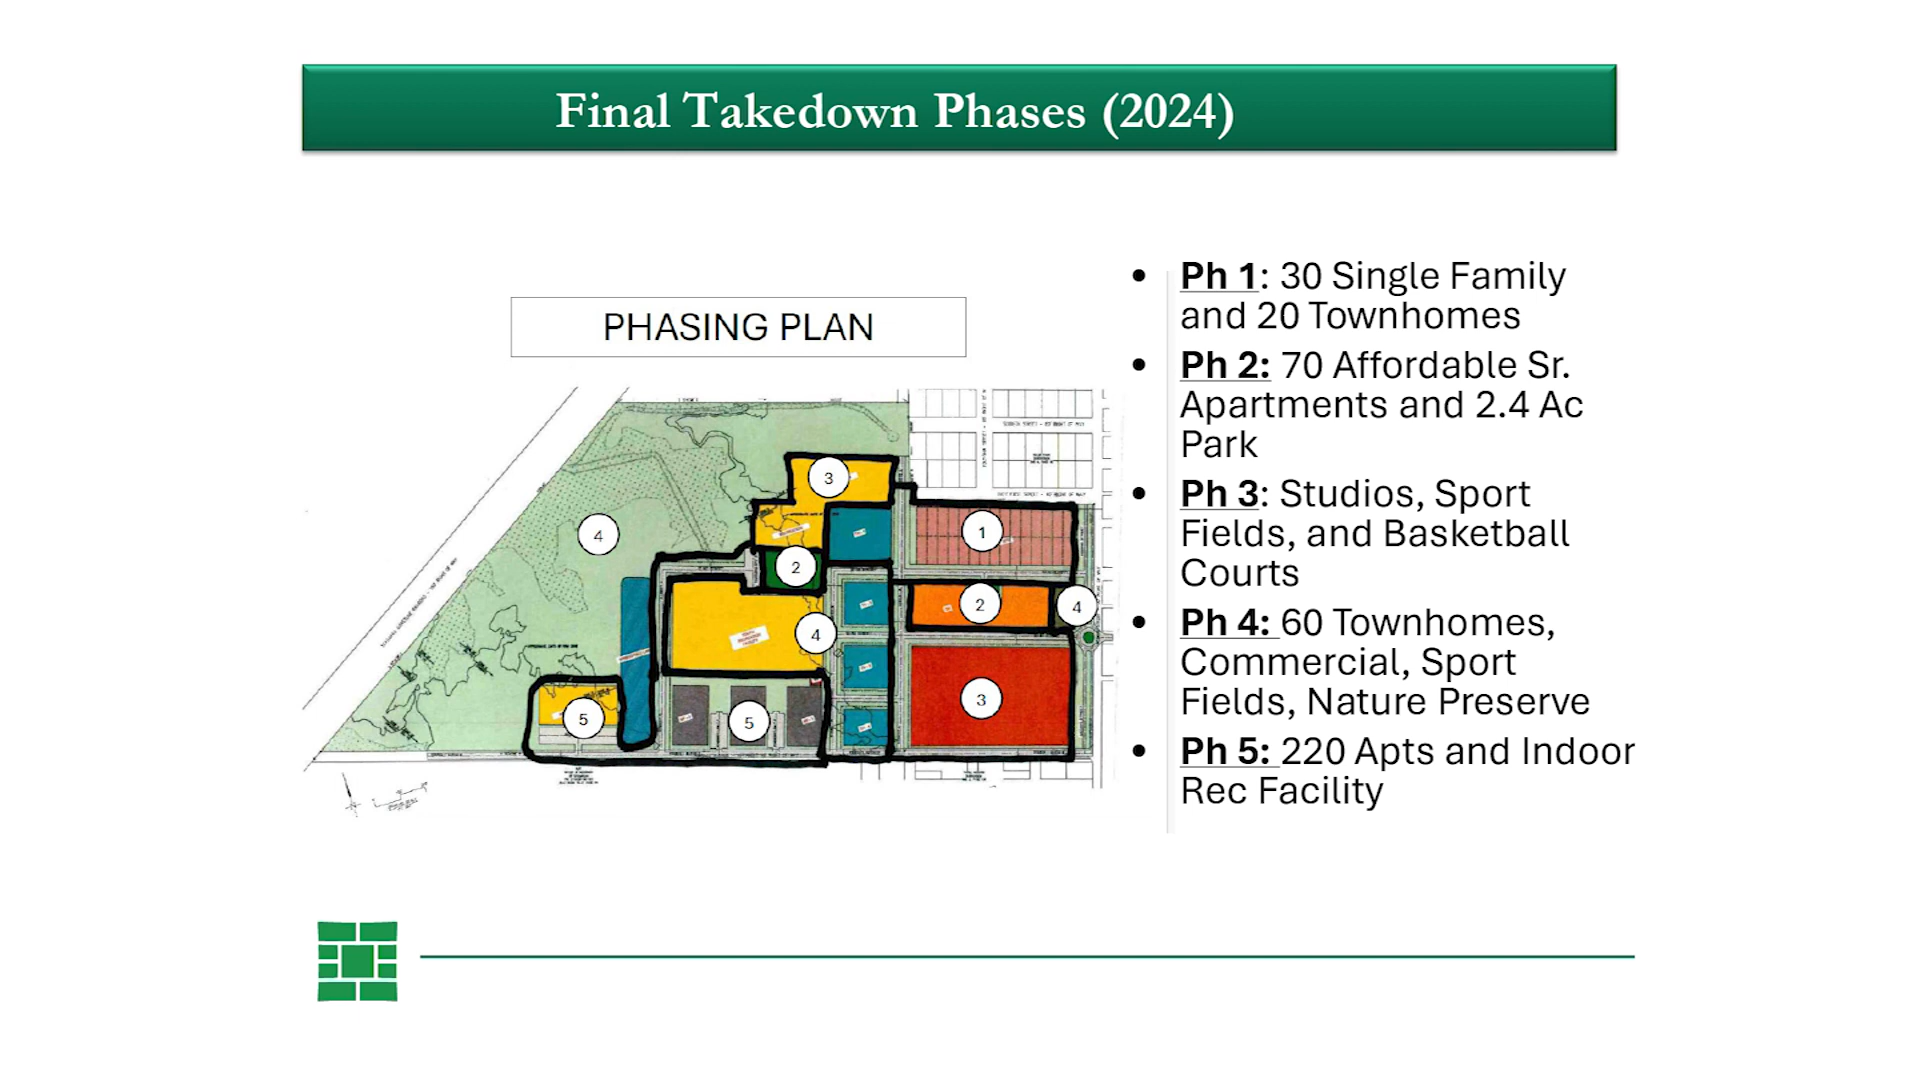 Final Takedown Phases (2024)
PHASING PLAN
3
4
1
2
2
4
4
3
5
5
• Ph 1: 30 Single Family
and 20 Townhomes
• Ph 2: 70 Affordable Sr.
Apartments and 2.4 Ac
Park
• Ph 3: Studios, Sport
Fields, and Basketball
Courts
• Ph 4: 60 Townhomes,
Commercial, Sport
Fields, Nature Preserve
• Ph 5: 220 Apts and Indoor
Rec Facility